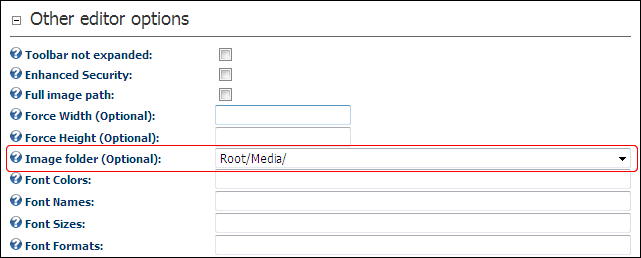 Other editor options
Toolbar not expanded:
Enhanced Security:
Full image path:
Force Width (Optional):
Force Height (Optional):
Image folder (Optional): Root/Media/
Font Colors:
Font Names:
Font Sizes:
Font Formats: